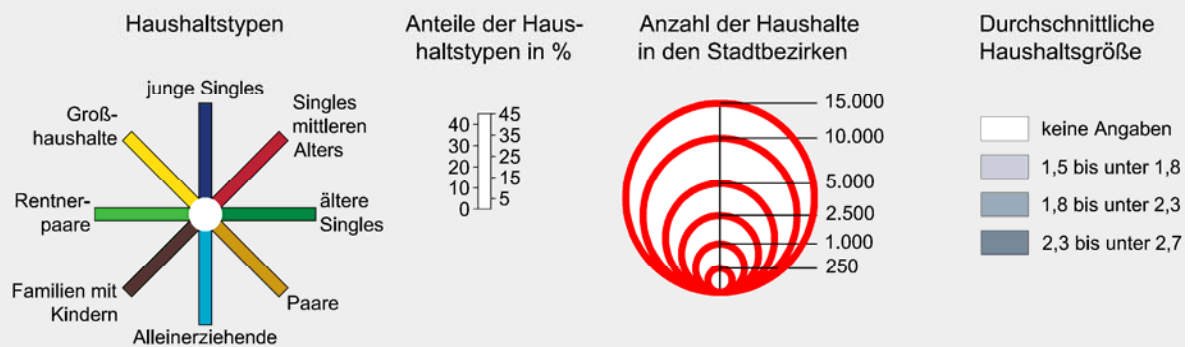 Haushaltstypen
junge Singles
Singles
mittleren
Alters
ältere
Singles
Paare
Alleinerziehende
Familien mit
Kindern
Rentner-
paare
Groß-
haushalte
Anteile der Haus-
haltstypen in %
40
30
20
10
0
45
35
25
15
5
Anzahl der Haushalte
in den Stadtbezirken
15.000
10.000
5.000
2.500
1.000
250
Durchschnittliche
Haushaltsgröße
keine Angaben
1,5 bis unter 1,8
1,8 bis unter 2,3
2,3 bis unter 2,7